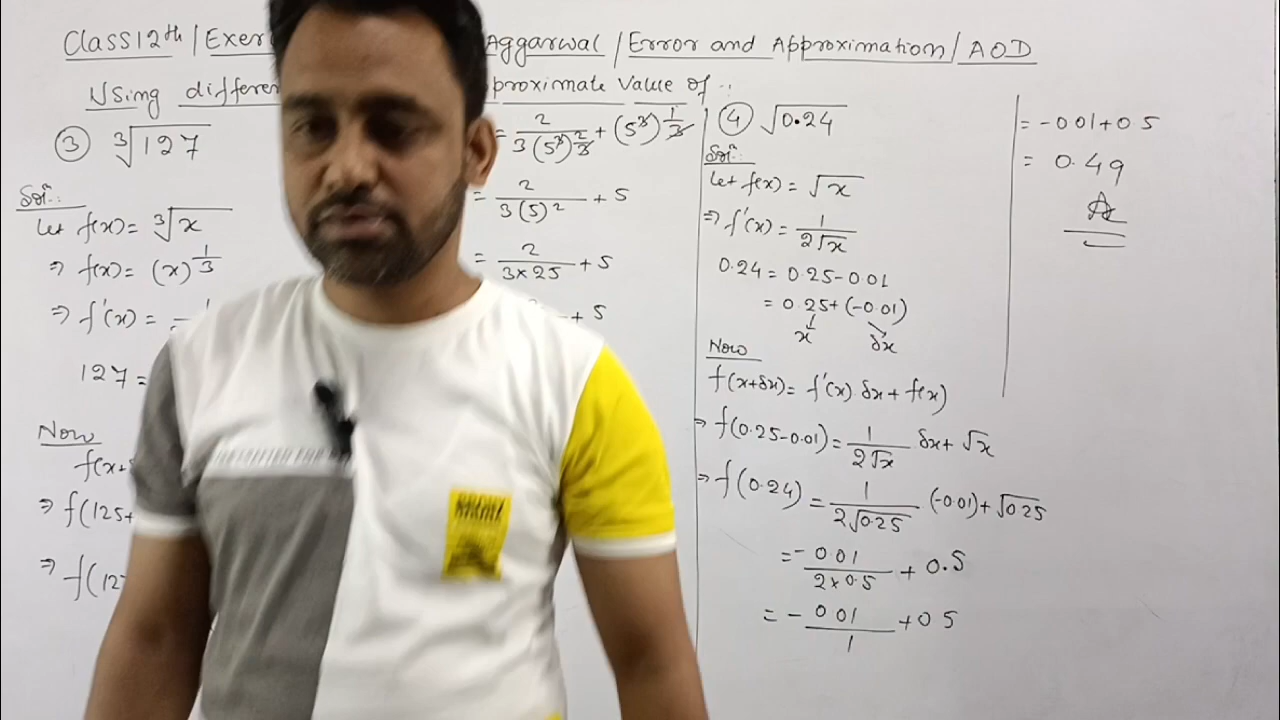 Class12th/Exer Aggarwal/Error and Approximation/AOD
Using differen proximate value of :
③ ∛127
Soln:
Let f(x) = ∛x
⇒ f(x) = (x)^1/3
⇒ f'(x) =
127 =
Now
f(x+
⇒ f(125+
⇒ f(12
= 2/3(5³)^2/3 + (5³)^1/3
= 2/3(5)² + 5
= 2/3×25 + 5
+ 5
④ √0.24
Soln:
Let f(x) = √x
⇒ f'(x) = 1/2√x
0.24 = 0.25-0.01
= 0.25+(-0.01)
x δx
Now
f(x+δx) = f'(x) δx + f(x)
⇒ f(0.25-0.01) = 1/2√x δx + √x
⇒ f(0.24) = 1/2√0.25 (-0.01) + √0.25
= -0.01/2×0.5 + 0.5
= -0.01/1 + 0.5
= -0.01+0.5
= 0.49